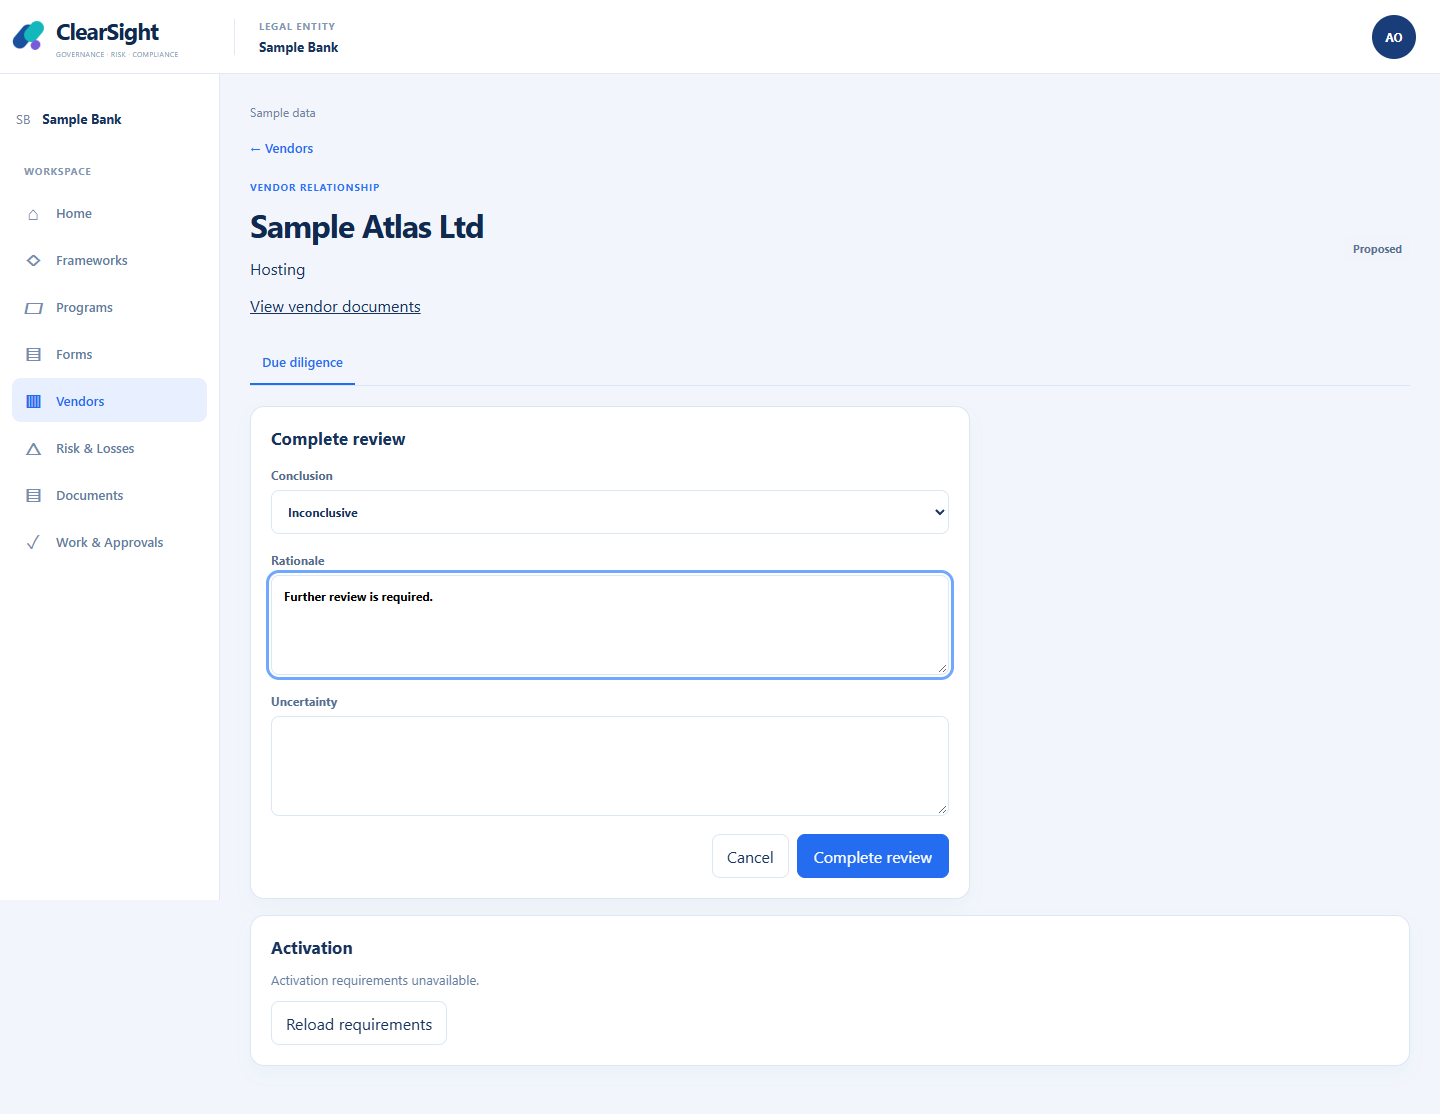 ClearSight
GOVERNANCE · RISK · COMPLIANCE
LEGAL ENTITY
Sample Bank
AO
SB Sample Bank
WORKSPACE
Home
Frameworks
Programs
Forms
Vendors
Risk & Losses
Documents
Work & Approvals
Sample data
← Vendors
VENDOR RELATIONSHIP
Sample Atlas Ltd
Proposed
Hosting
View vendor documents
Due diligence
Complete review
Conclusion
Inconclusive
Rationale
Further review is required.
Uncertainty
Cancel
Complete review
Activation
Activation requirements unavailable.
Reload requirements